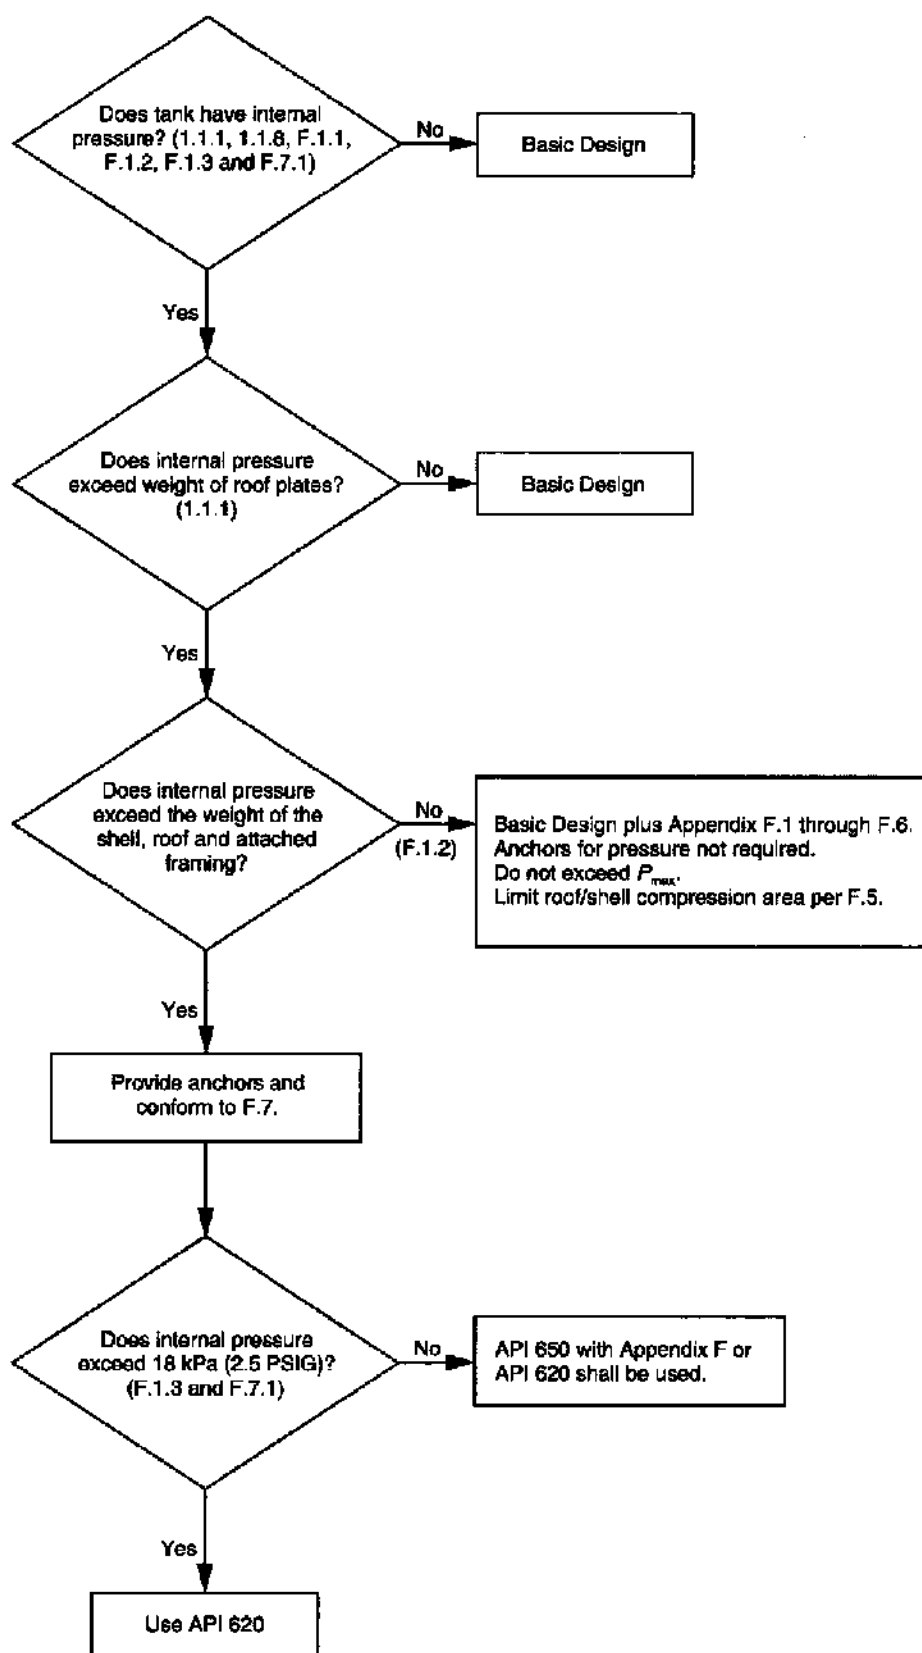 Does tank have internal
pressure? (1.1.1, 1.1.8, F.1.1,
F.1.2, F.1.3 and F.7.1)
No
Basic Design
Yes
Does internal pressure
exceed weight of roof plates?
(1.1.1)
No
Basic Design
Yes
Does internal pressure
exceed the weight of the
shell, roof and attached
framing?
No
(F.1.2)
Basic Design plus Appendix F.1 through F.6.
Anchors for pressure not required.
Do not exceed Pmax.
Limit roof/shell compression area per F.5.
Yes
Provide anchors and
conform to F.7.
Does internal pressure
exceed 18 kPa (2.5 PSIG)?
(F.1.3 and F.7.1)
No
API 650 with Appendix F or
API 620 shall be used.
Yes
Use API 620